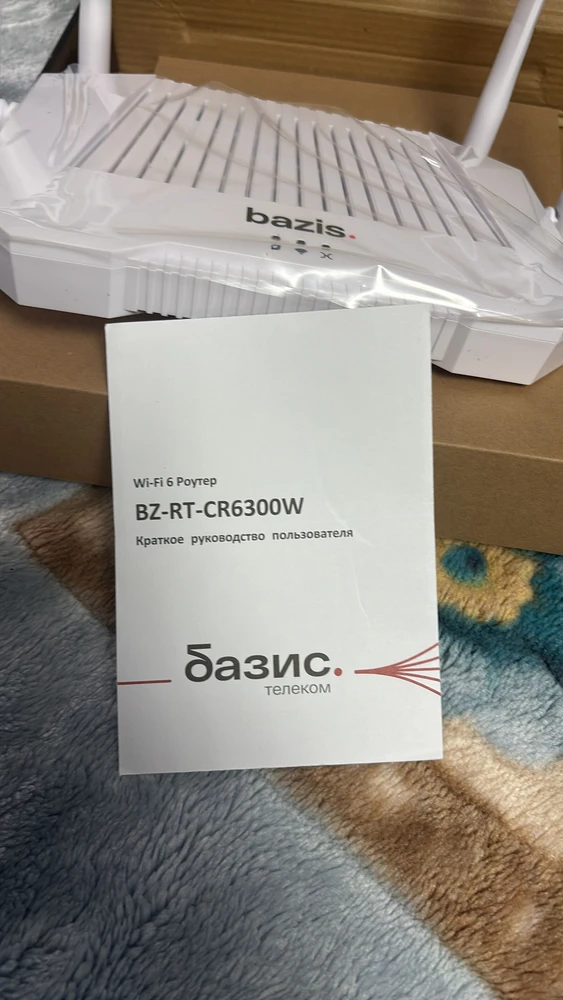 bazis.
Wi-Fi 6 Роутер
BZ-RT-CR6300W
Краткое руководство пользователя
базис.
телеком